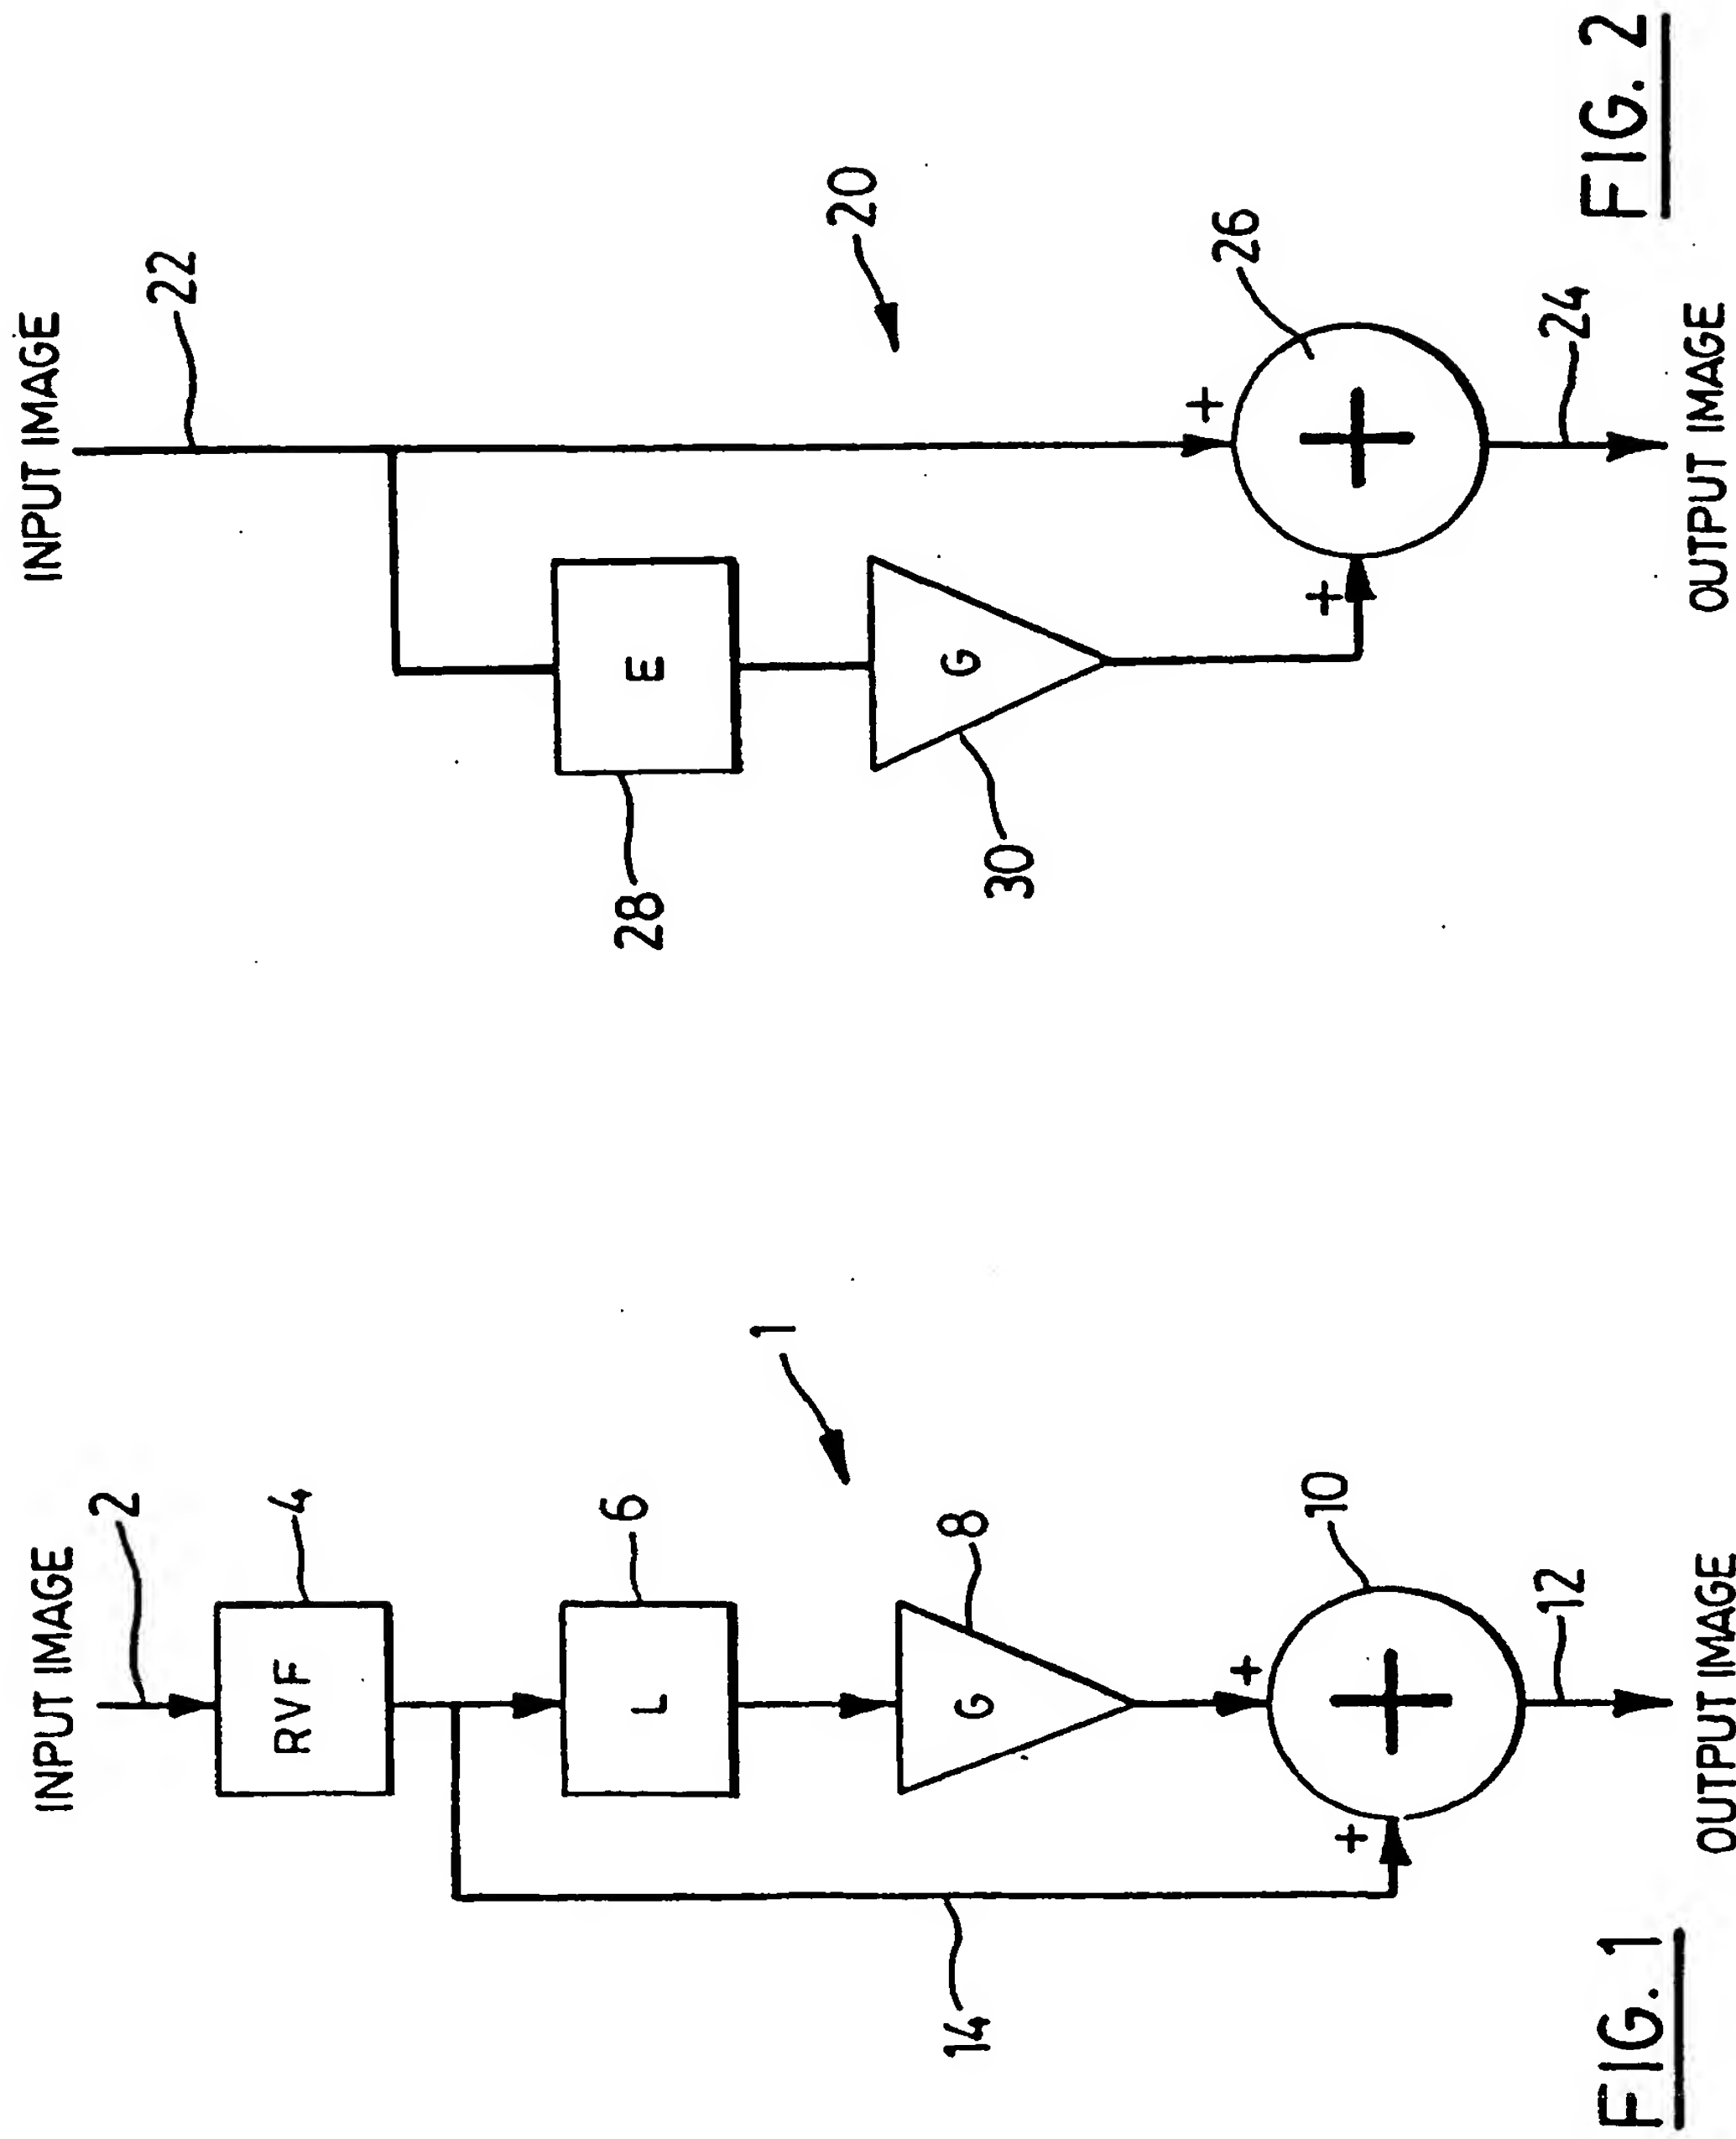 INPUT IMAGE
2
RVF
4
L
6
G
8
1
+
+
+
10
14
12
OUTPUT IMAGE
FIG. 1
INPUT IMAGE
22
20
E
28
G
30
+
+
+
26
24
OUTPUT IMAGE
FIG. 2